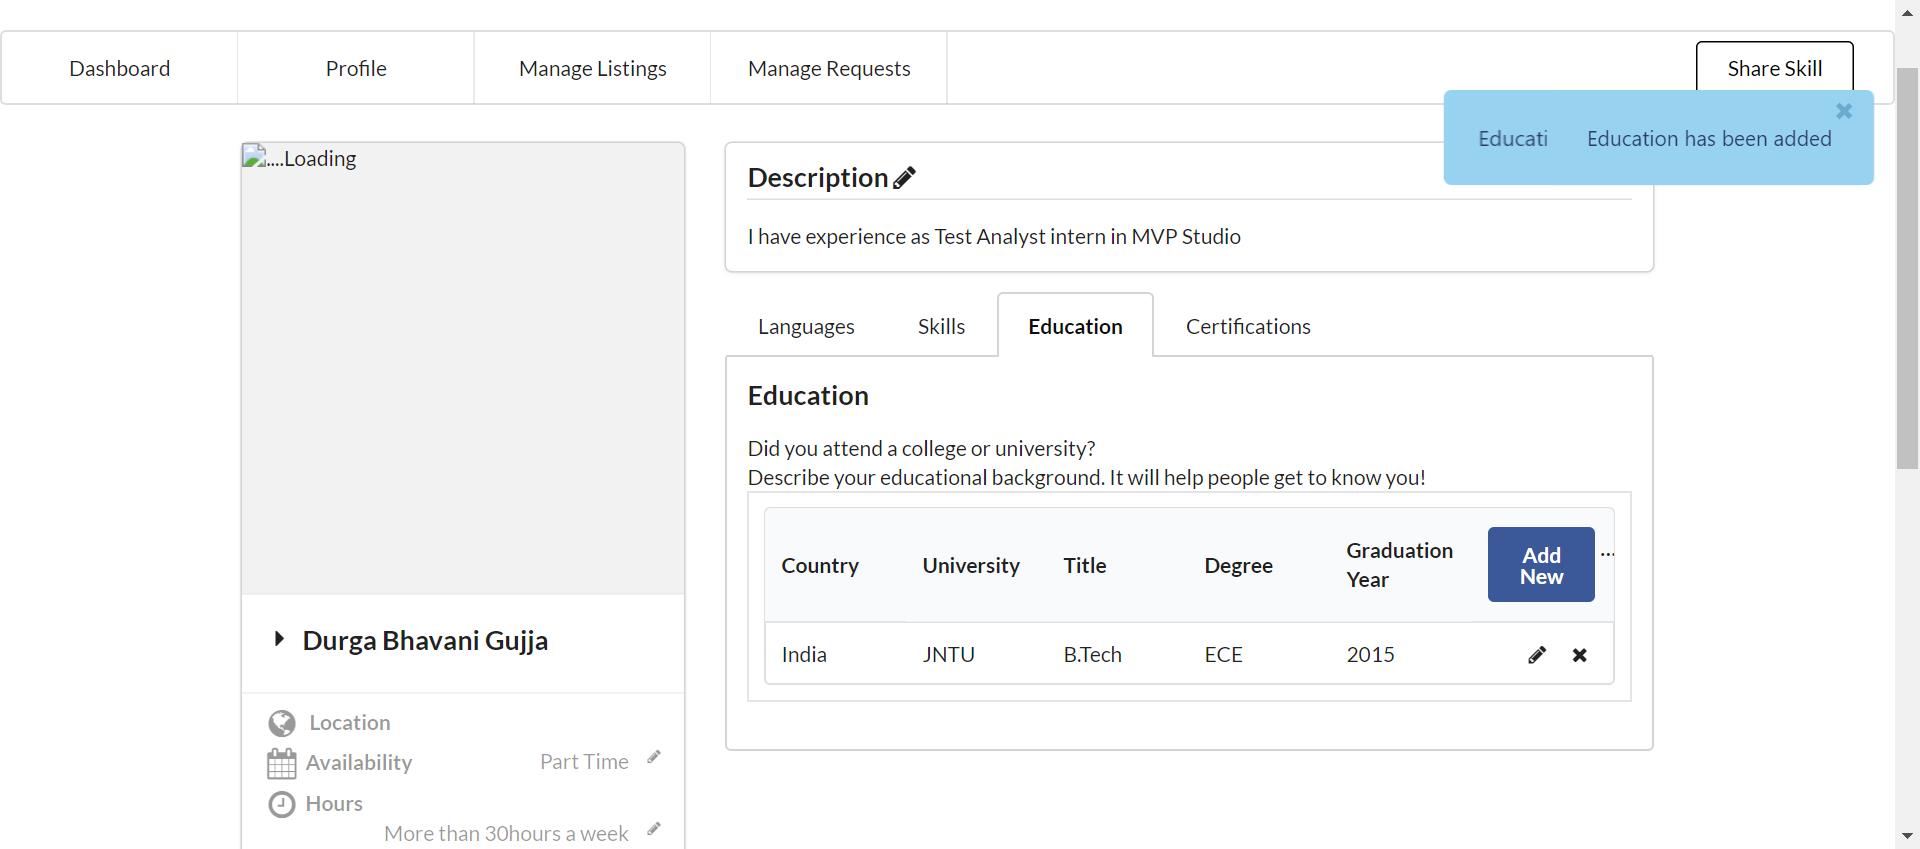 Dashboard
Profile
Manage Listings
Manage Requests
Share Skill
Educati Education has been added
....Loading
Description
I have experience as Test Analyst intern in MVP Studio
Languages
Skills
Education
Certifications
Education
Did you attend a college or university?
Describe your educational background. It will help people get to know you!
Country University Title Degree Graduation Year Add New ...
India JNTU B.Tech ECE 2015
Durga Bhavani Gujja
Location
Availability Part Time
Hours
More than 30hours a week